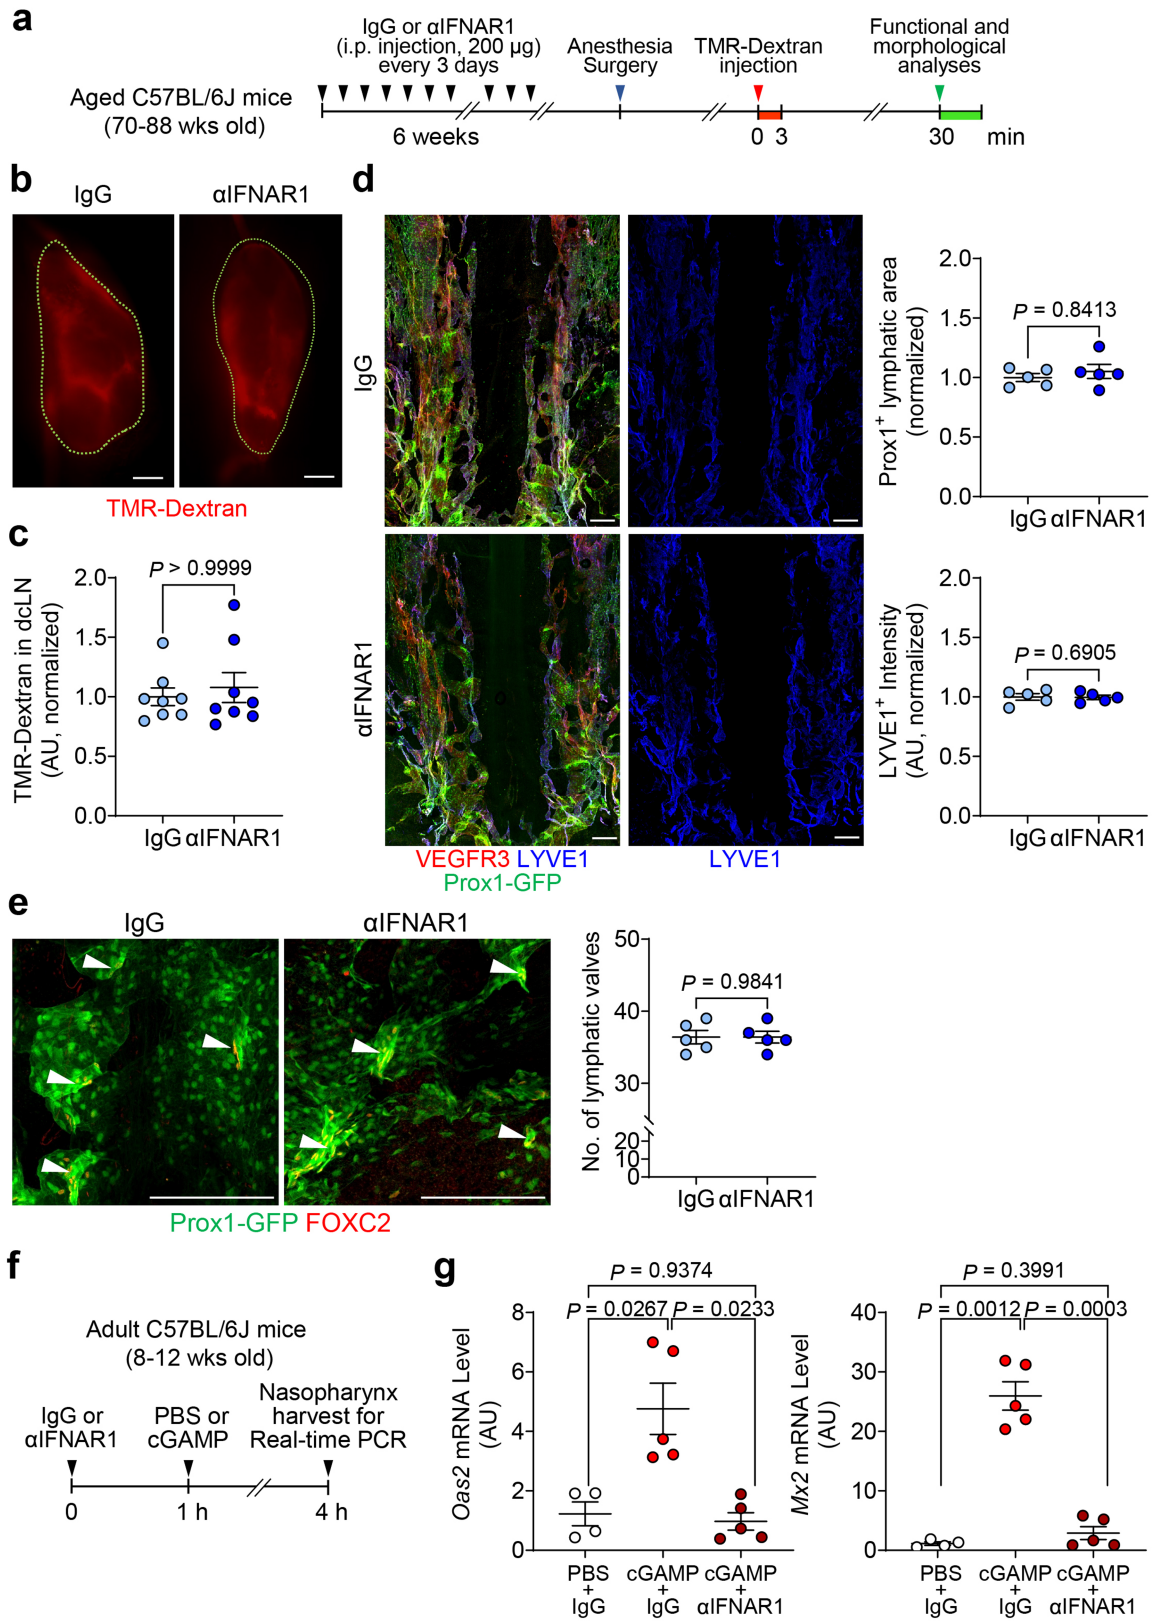 a
IgG or αIFNAR1
(i.p. injection, 200 µg)
every 3 days
Anesthesia
Surgery
TMR-Dextran
injection
Functional and
morphological
analyses
Aged C57BL/6J mice
(70-88 wks old)
6 weeks
0 3
30
min
b
IgG
αIFNAR1
TMR-Dextran
c
TMR-Dextran in dcLN
(AU, normalized)
2.0
1.5
1.0
0.5
0.0
P > 0.9999
IgG αIFNAR1
d
IgG
αIFNAR1
VEGFR3 LYVE1
Prox1-GFP
LYVE1
Prox1+ lymphatic area
(normalized)
2.0
1.5
1.0
0.5
0.0
P = 0.8413
IgG αIFNAR1
LYVE1+ Intensity
(AU, normalized)
2.0
1.5
1.0
0.5
0.0
P = 0.6905
IgG αIFNAR1
e
IgG
αIFNAR1
Prox1-GFP FOXC2
No. of lymphatic valves
50
40
30
20
10
0
P = 0.9841
IgG αIFNAR1
f
Adult C57BL/6J mice
(8-12 wks old)
IgG or
αIFNAR1
PBS or
cGAMP
Nasopharynx
harvest for
Real-time PCR
0
1 h
4 h
g
Oas2 mRNA Level
(AU)
8
6
4
2
0
P = 0.9374
P = 0.0267
P = 0.0233
PBS
+
IgG
cGAMP
+
IgG
cGAMP
+
αIFNAR1
Mx2 mRNA Level
(AU)
40
30
20
10
0
P = 0.3991
P = 0.0012
P = 0.0003
PBS
+
IgG
cGAMP
+
IgG
cGAMP
+
αIFNAR1